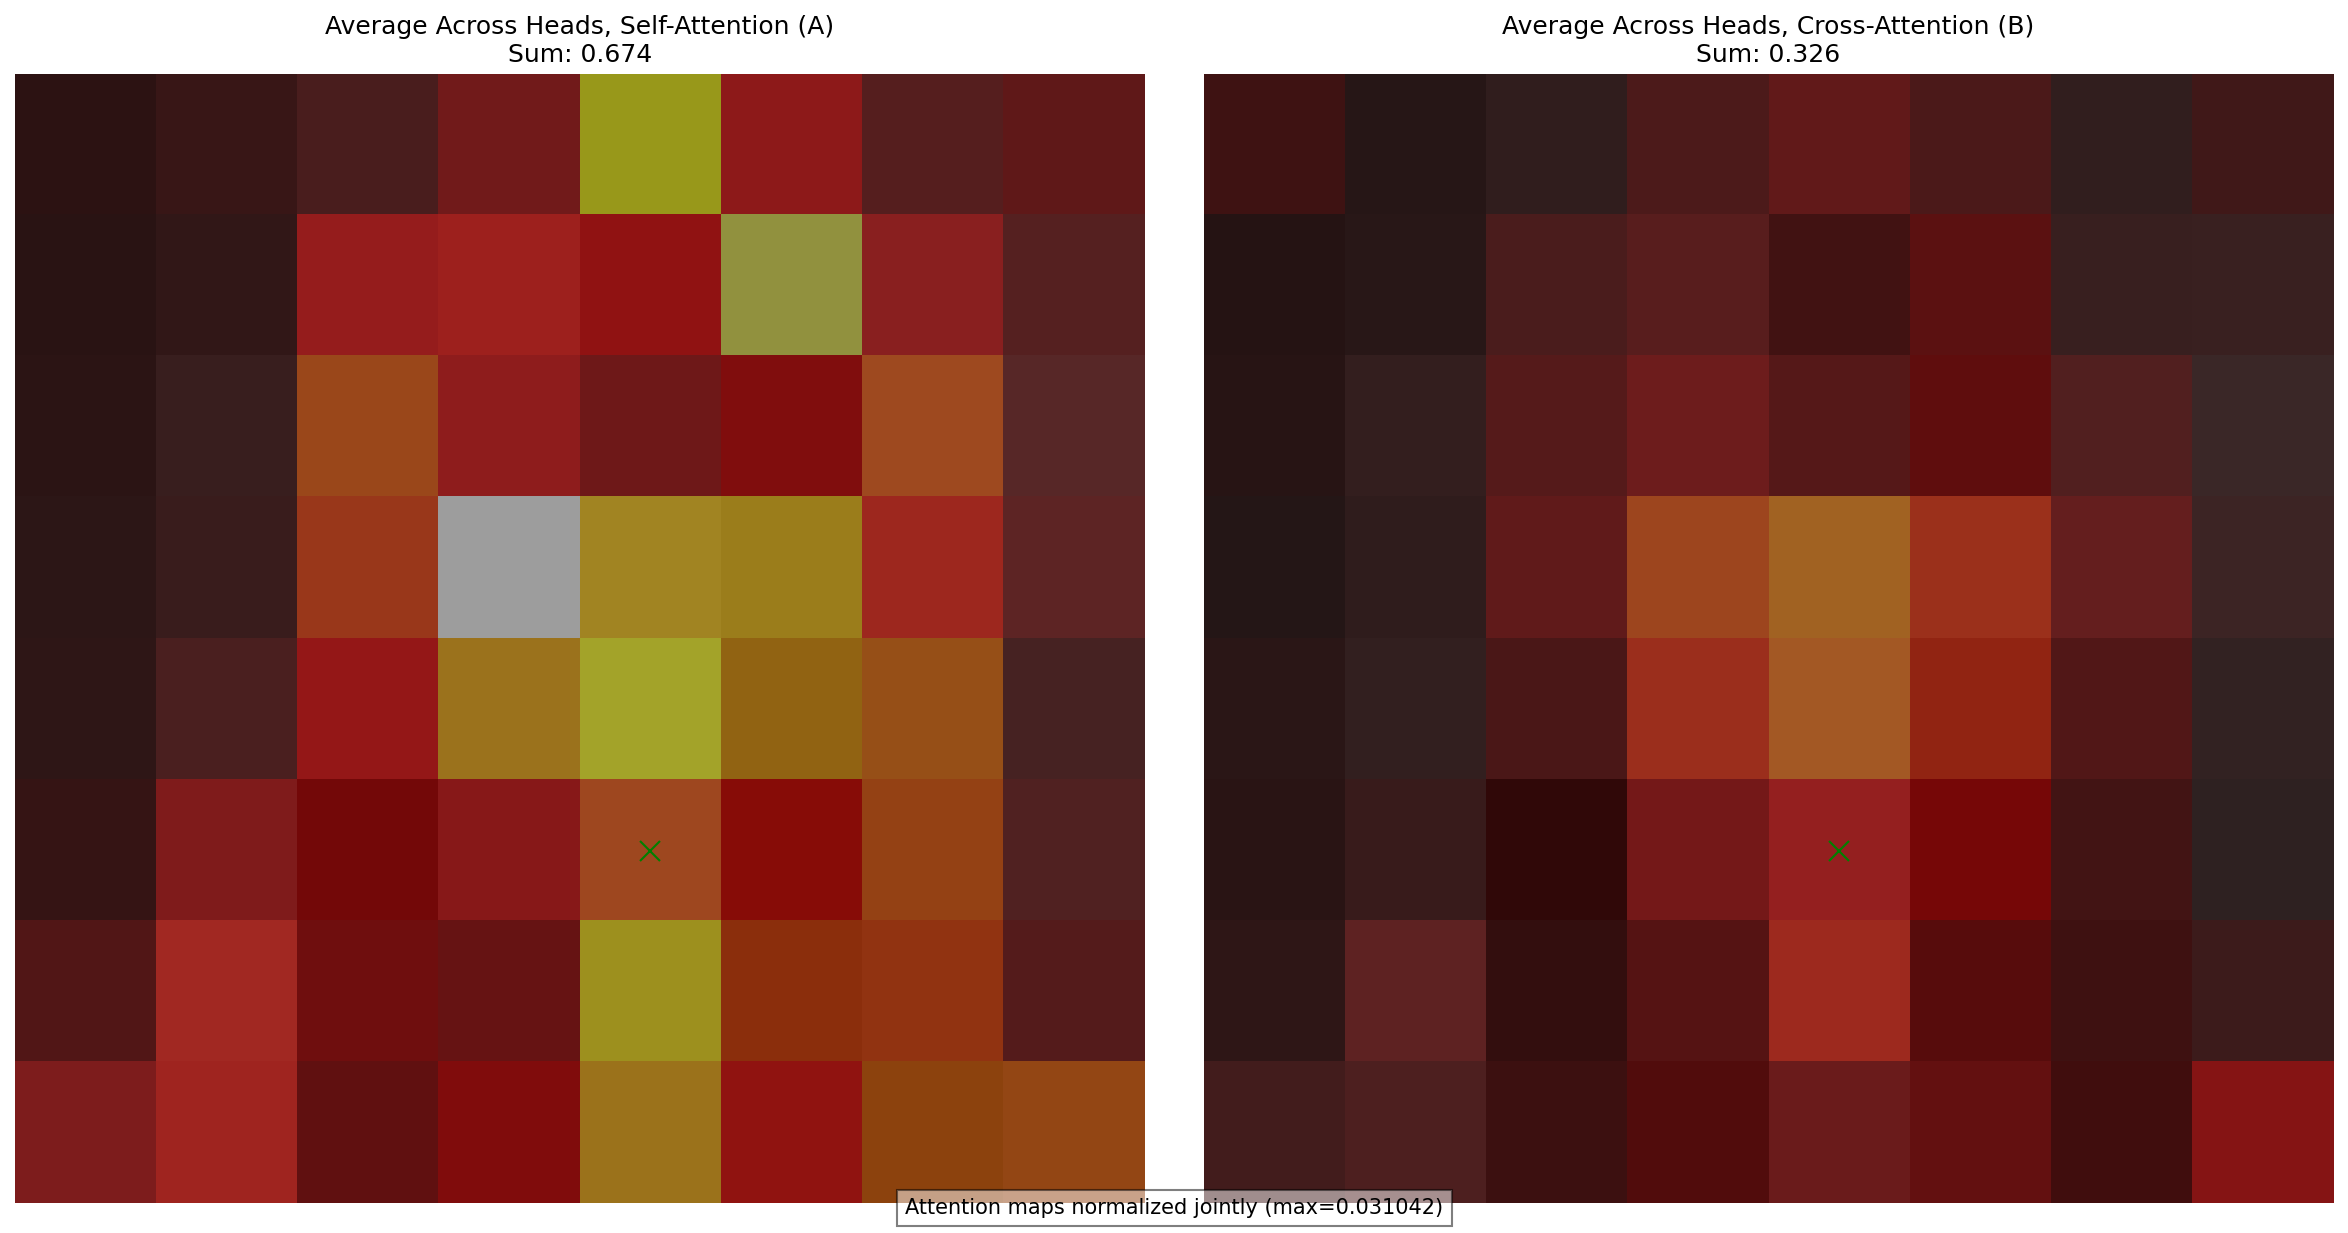 Average Across Heads, Self-Attention (A)
Sum: 0.674
Average Across Heads, Cross-Attention (B)
Sum: 0.326
Attention maps normalized jointly (max=0.031042)